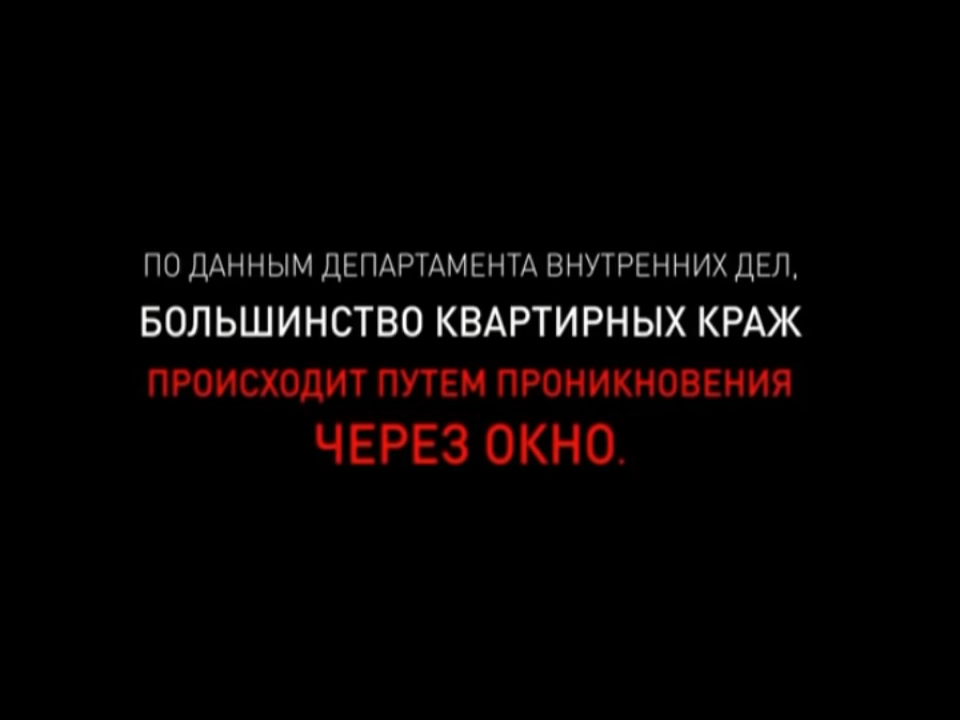 ПО ДАННЫМ ДЕПАРТАМЕНТА ВНУТРЕННИХ ДЕЛ,
БОЛЬШИНСТВО КВАРТИРНЫХ КРАЖ
ПРОИСХОДИТ ПУТЕМ ПРОНИКНОВЕНИЯ
ЧЕРЕЗ ОКНО.